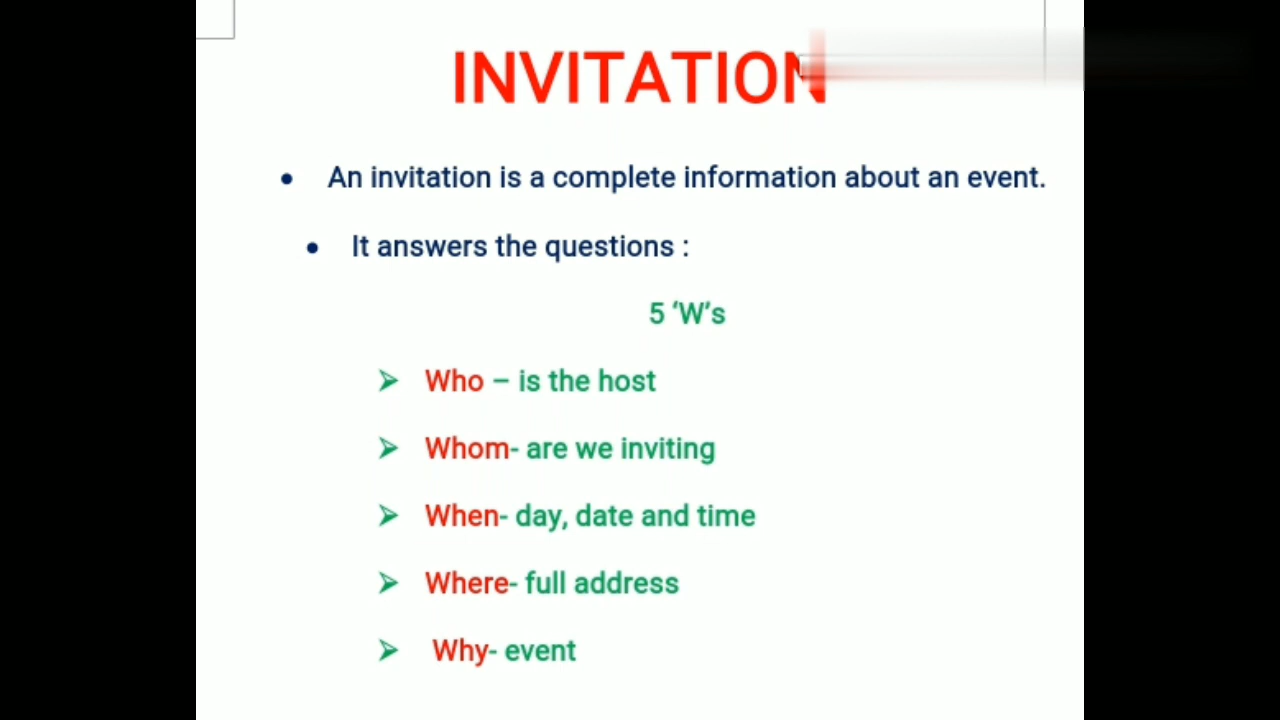 INVITATION
• An invitation is a complete information about an event.
• It answers the questions :
5 ‘W’s
➢ Who – is the host
➢ Whom- are we inviting
➢ When- day, date and time
➢ Where- full address
➢ Why- event